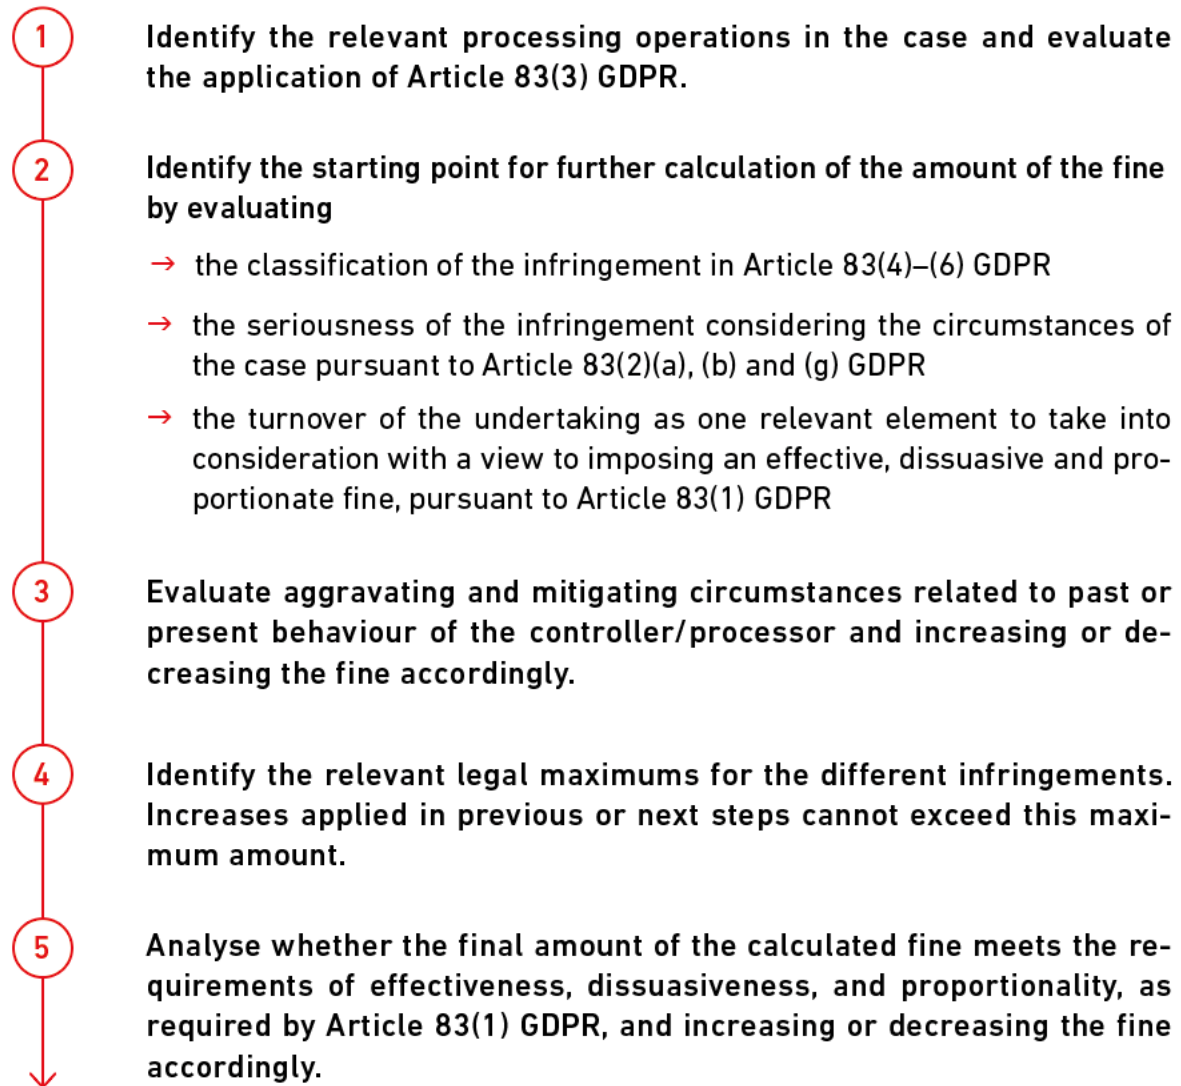 1
Identify the relevant processing operations in the case and evaluate
the application of Article 83(3) GDPR.
2
Identify the starting point for further calculation of the amount of the fine
by evaluating
→ the classification of the infringement in Article 83(4)–(6) GDPR
→ the seriousness of the infringement considering the circumstances of
the case pursuant to Article 83(2)(a), (b) and (g) GDPR
→ the turnover of the undertaking as one relevant element to take into
consideration with a view to imposing an effective, dissuasive and pro-
portionate fine, pursuant to Article 83(1) GDPR
3
Evaluate aggravating and mitigating circumstances related to past or
present behaviour of the controller/processor and increasing or de-
creasing the fine accordingly.
4
Identify the relevant legal maximums for the different infringements.
Increases applied in previous or next steps cannot exceed this maxi-
mum amount.
5
Analyse whether the final amount of the calculated fine meets the re-
quirements of effectiveness, dissuasiveness, and proportionality, as
required by Article 83(1) GDPR, and increasing or decreasing the fine
accordingly.